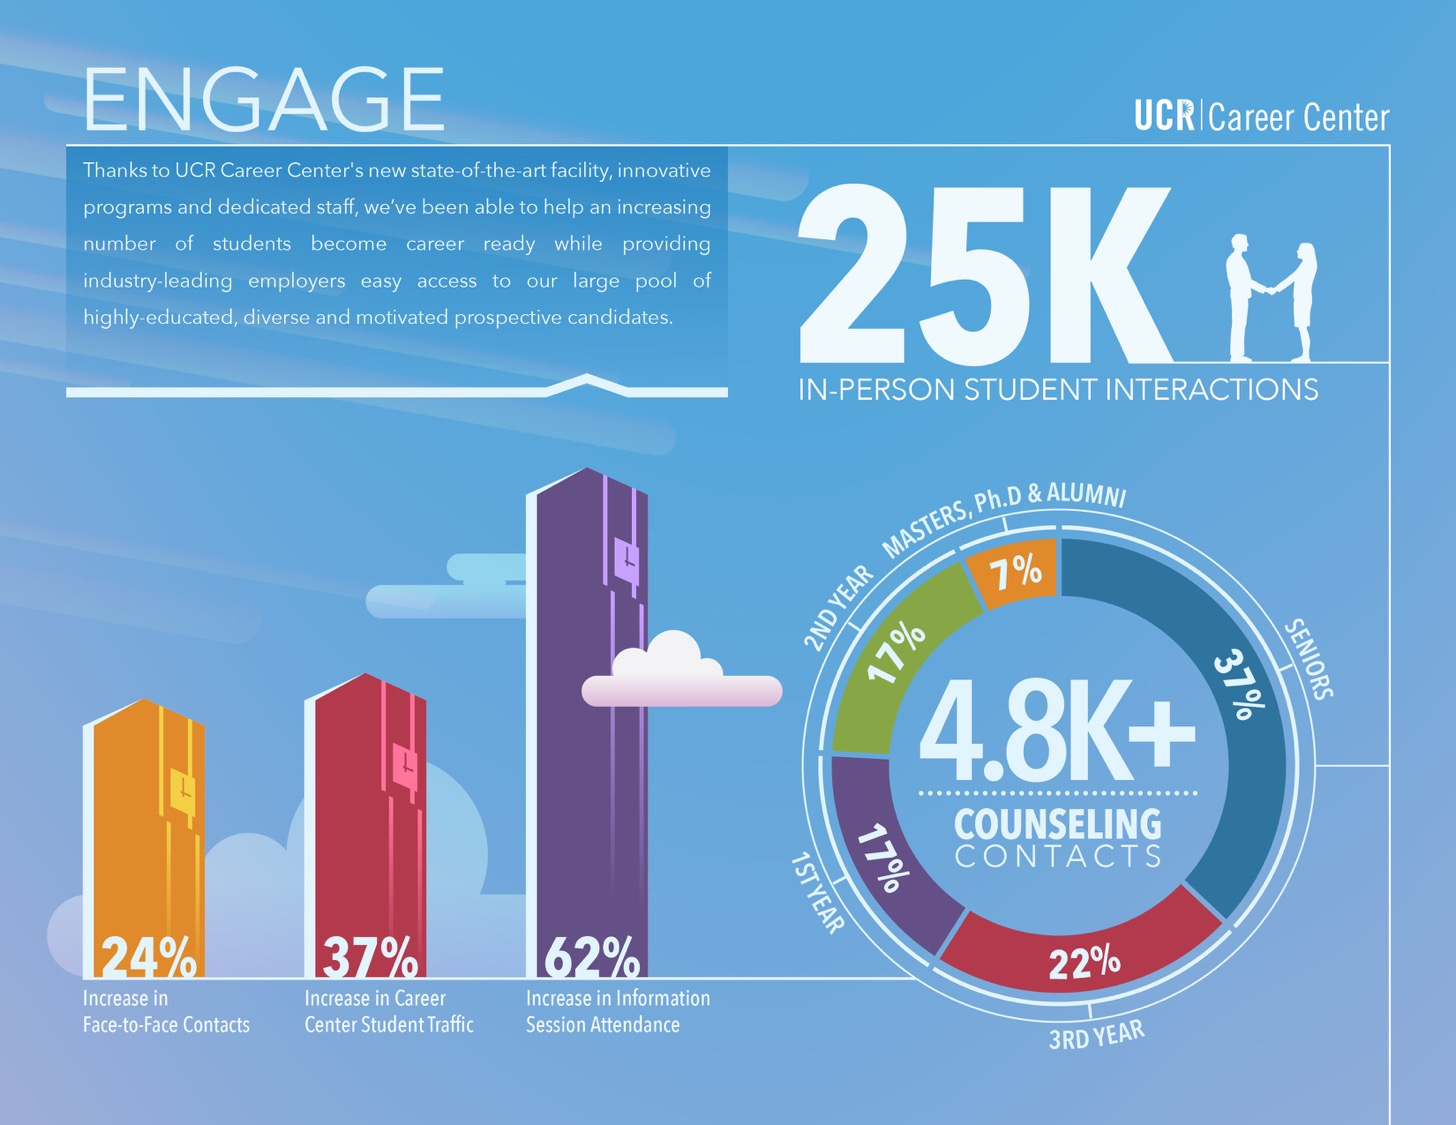 ENGAGE
UCR | Career Center
Thanks to UCR Career Center's new state-of-the-art facility, innovative
programs and dedicated staff, we've been able to help an increasing
number of students become career ready while providing
industry-leading employers easy access to our large pool of
highly-educated, diverse and motivated prospective candidates.
25K
IN-PERSON STUDENT INTERACTIONS
24%
Increase in
Face-to-Face Contacts
37%
Increase in Career
Center Student Traffic
62%
Increase in Information
Session Attendance
4.8K+
COUNSELING
CONTACTS
MASTERS, Ph.D & ALUMNI
7%
SENIORS
37%
3RD YEAR
22%
1ST YEAR
17%
2ND YEAR
17%